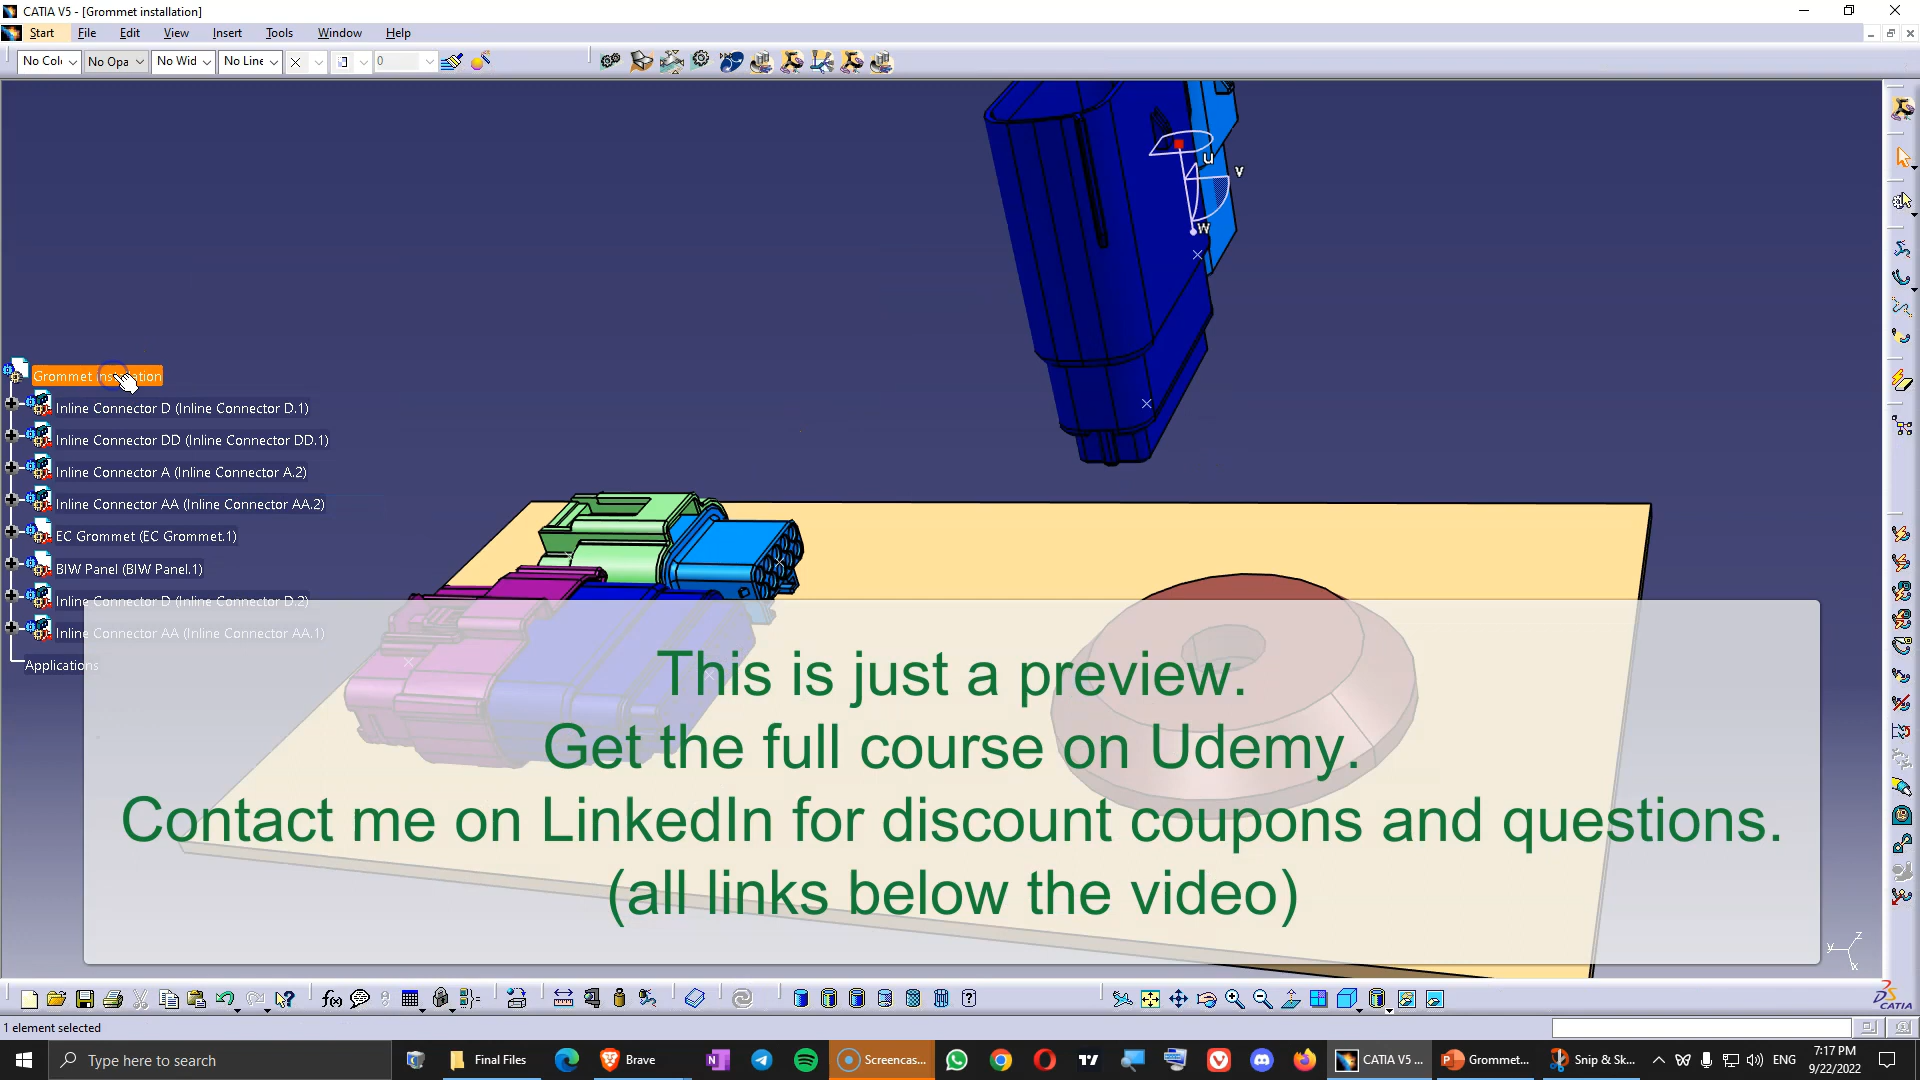 CATIA V5 - [Grommet installation]
Start File Edit View Insert Tools Window Help
No Col No Opa No Wid No Line 0
u
v
w
Grommet installation
Inline Connector D (Inline Connector D.1)
Inline Connector DD (Inline Connector DD.1)
Inline Connector A (Inline Connector A.2)
Inline Connector AA (Inline Connector AA.2)
EC Grommet (EC Grommet.1)
BIW Panel (BIW Panel.1)
Inline Connector D (Inline Connector D.2)
Inline Connector AA (Inline Connector AA.1)
Applications
This is just a preview.
Get the full course on Udemy.
Contact me on LinkedIn for discount coupons and questions.
(all links below the video)
z
y
x
f(x)
CATIA
1 element selected
Type here to search Final Files Brave Screencas... CATIA V5 ... Grommet... Snip & Sk... ENG 7:17 PM
9/22/2022